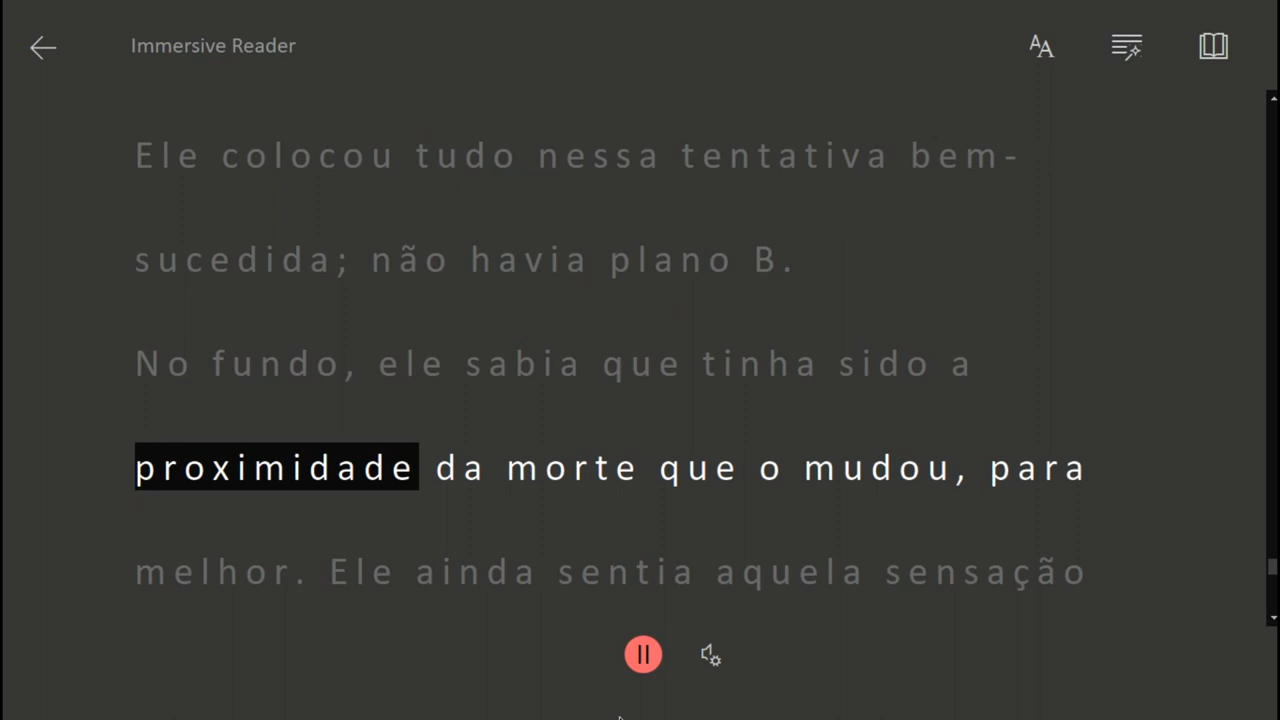 Immersive Reader
Ele colocou tudo nessa tentativa bem-
sucedida; não havia plano B.
No fundo, ele sabia que tinha sido a
proximidade da morte que o mudou, para
melhor. Ele ainda sentia aquela sensação